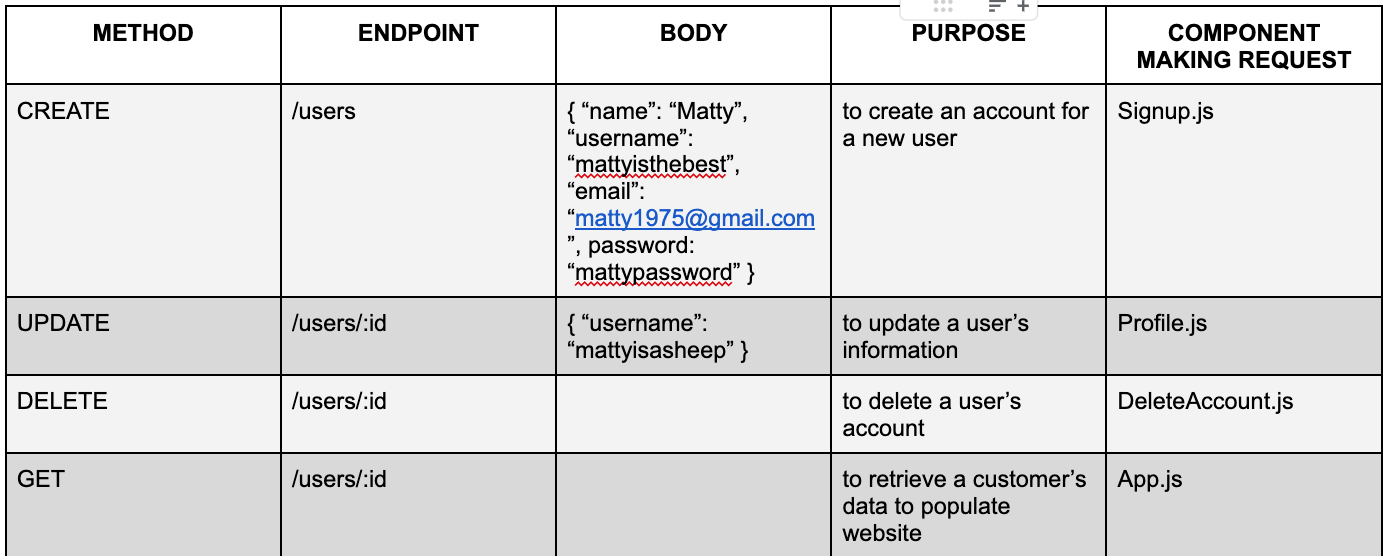 METHOD
ENDPOINT
BODY
PURPOSE
COMPONENT
MAKING REQUEST
CREATE
/users
{ “name”: “Matty”,
“username”:
“mattyisthebest”,
“email”:
“matty1975@gmail.com
”, password:
“mattypassword” }
to create an account for
a new user
Signup.js
UPDATE
/users/:id
{ “username”:
“mattyisasheep” }
to update a user’s
information
Profile.js
DELETE
/users/:id
to delete a user’s
account
DeleteAccount.js
GET
/users/:id
to retrieve a customer’s
data to populate
website
App.js